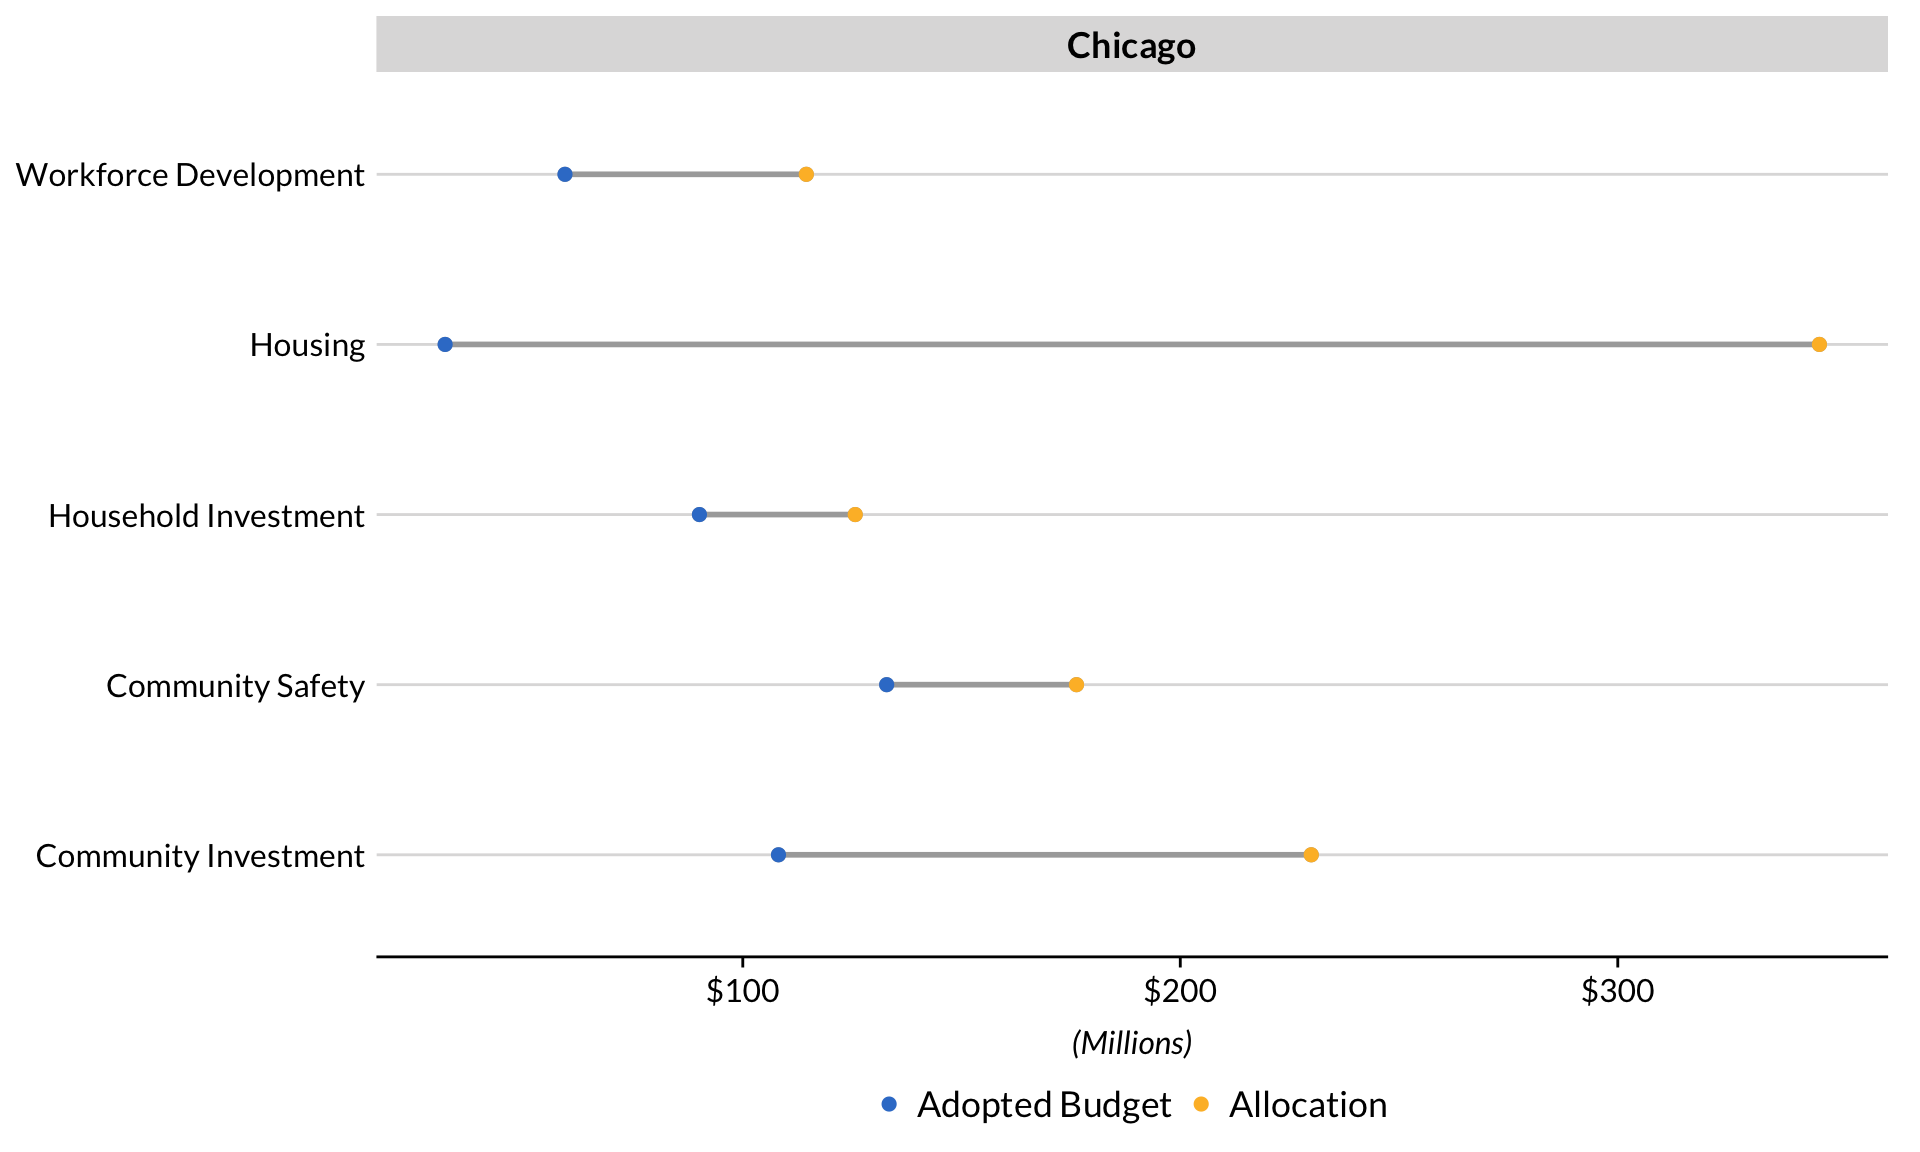 Chicago
Workforce Development
Housing
Household Investment
Community Safety
Community Investment
$100 $200 $300
(Millions)
Adopted Budget Allocation